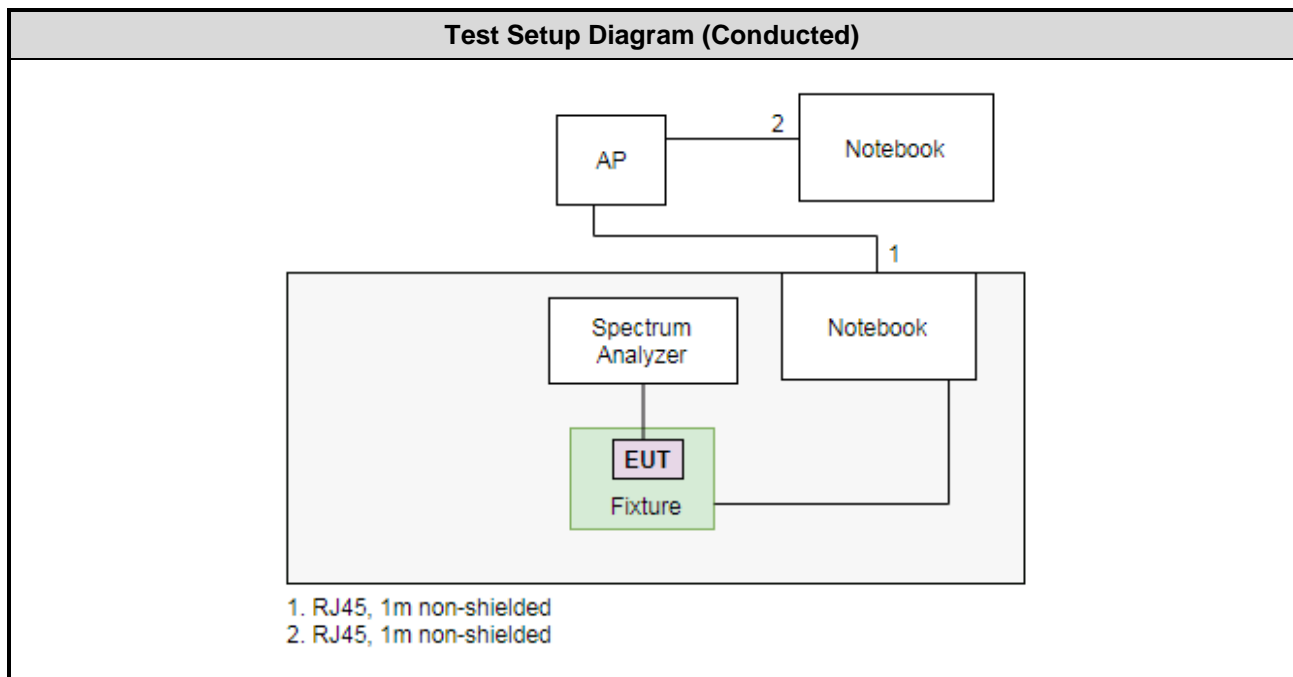 Test Setup Diagram (Conducted)
AP
2
Notebook
1
Spectrum
Analyzer
Notebook
EUT
Fixture
1. RJ45, 1m non-shielded
2. RJ45, 1m non-shielded